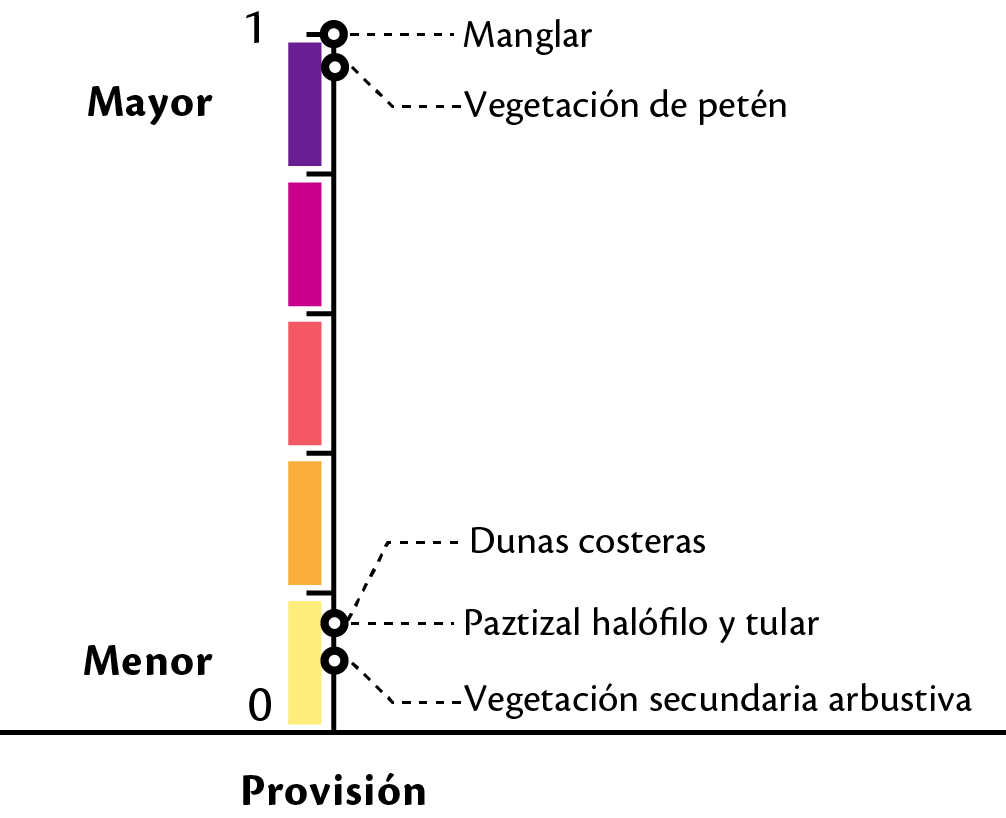 1
Manglar
Mayor
Vegetación de petén
Dunas costeras
Paztizal halófilo y tular
Menor
Vegetación secundaria arbustiva
0
Provisión